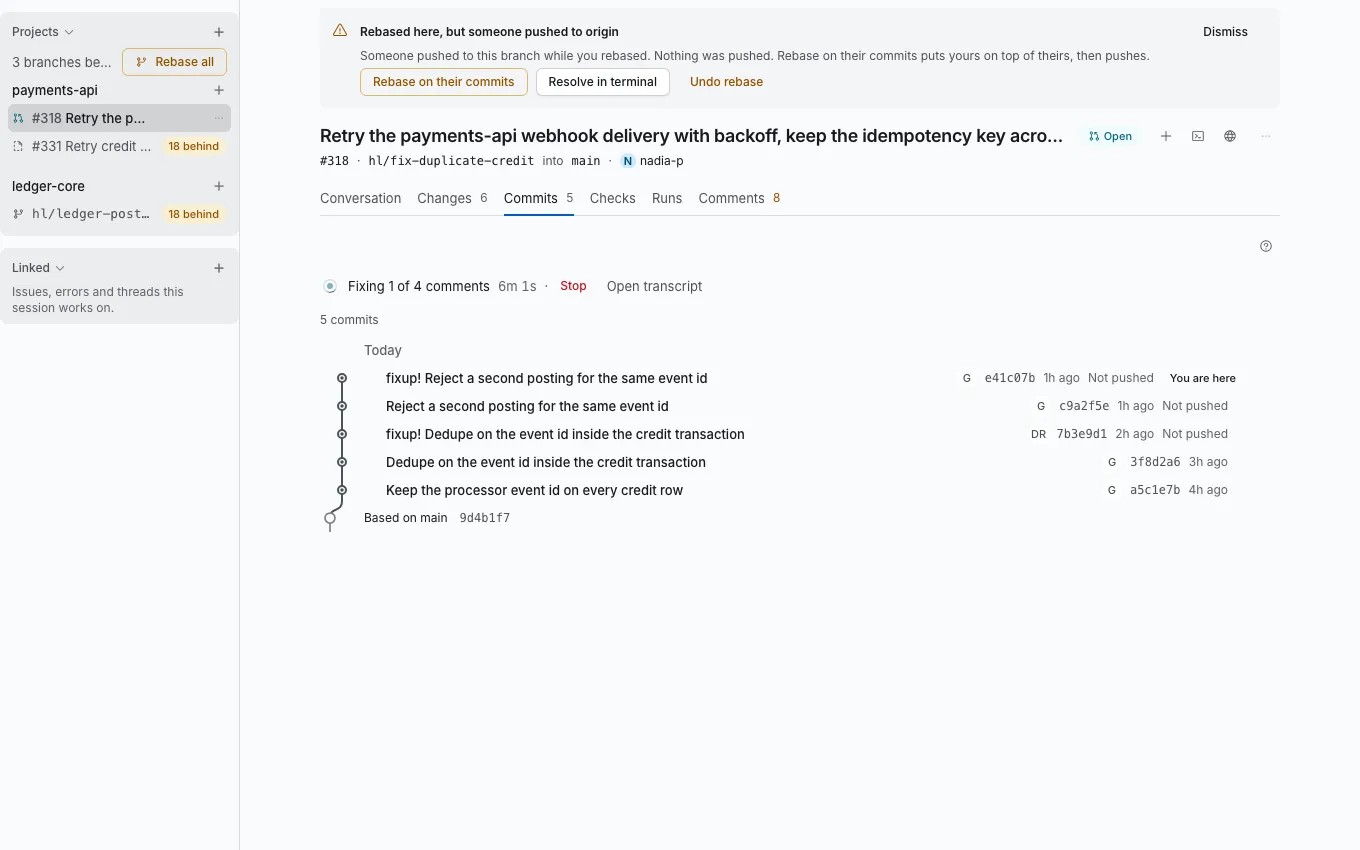 Projects
3 branches be... Rebase all
payments-api
#318 Retry the p...
#331 Retry credit ... 18 behind
ledger-core
hl/ledger-post... 18 behind
Linked
Issues, errors and threads this
session works on.
Rebased here, but someone pushed to origin Dismiss
Someone pushed to this branch while you rebased. Nothing was pushed. Rebase on their commits puts yours on top of theirs, then pushes.
Rebase on their commits Resolve in terminal Undo rebase
Retry the payments-api webhook delivery with backoff, keep the idempotency key acro... Open
#318 · hl/fix-duplicate-credit into main · N nadia-p
Conversation Changes 6 Commits 5 Checks Runs Comments 8
Fixing 1 of 4 comments 6m 1s · Stop Open transcript
5 commits
Today
fixup! Reject a second posting for the same event id G e41c07b 1h ago Not pushed You are here
Reject a second posting for the same event id G c9a2f5e 1h ago Not pushed
fixup! Dedupe on the event id inside the credit transaction DR 7b3e9d1 2h ago Not pushed
Dedupe on the event id inside the credit transaction G 3f8d2a6 3h ago
Keep the processor event id on every credit row G a5c1e7b 4h ago
Based on main 9d4b1f7